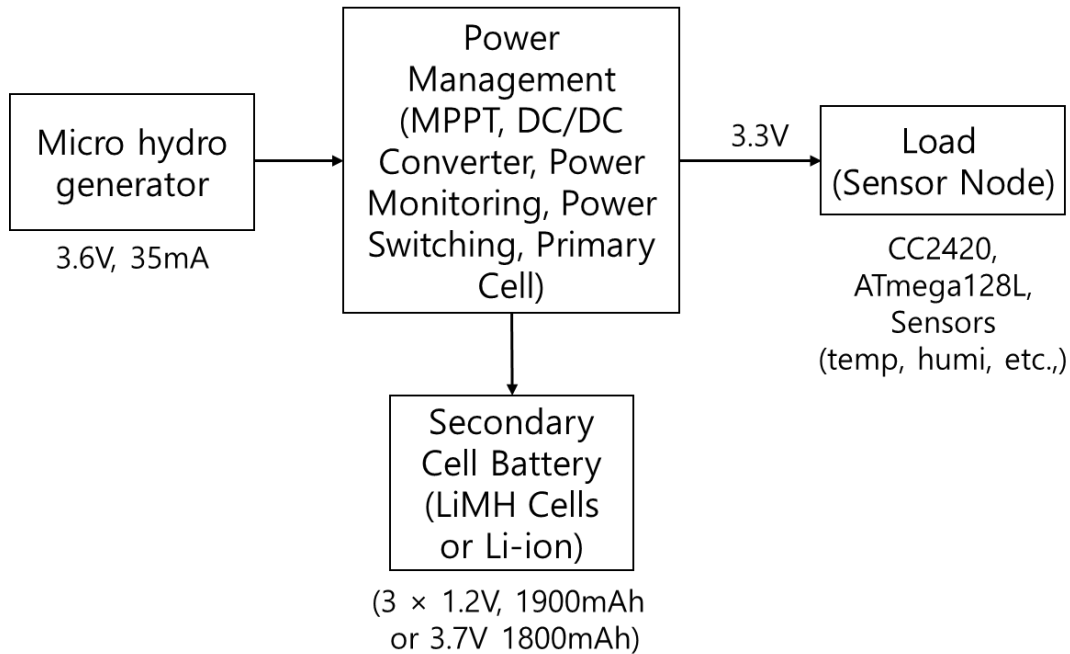 Micro hydro
generator
3.6V, 35mA
Power
Management
(MPPT, DC/DC
Converter, Power
Monitoring, Power
Switching, Primary
Cell)
3.3V
Load
(Sensor Node)
CC2420,
ATmega128L,
Sensors
(temp, humi, etc.,)
Secondary
Cell Battery
(LiMH Cells
or Li-ion)
(3 × 1.2V, 1900mAh
or 3.7V 1800mAh)